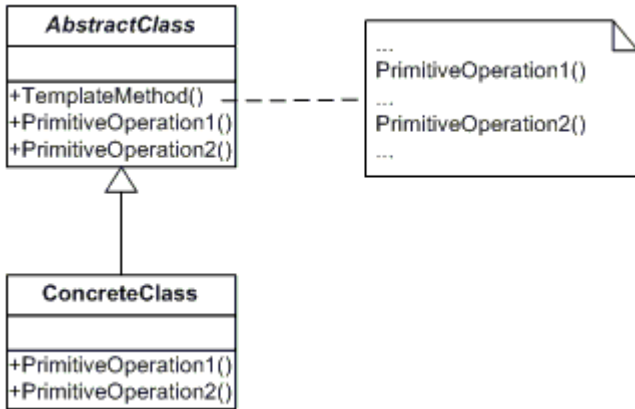 AbstractClass
+TemplateMethod()
+PrimitiveOperation1()
+PrimitiveOperation2()
...
PrimitiveOperation1()
...
PrimitiveOperation2()
...
ConcreteClass
+PrimitiveOperation1()
+PrimitiveOperation2()